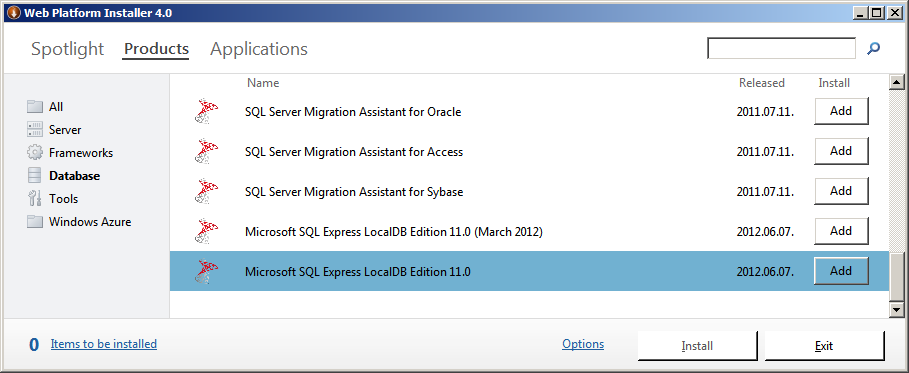 Web Platform Installer 4.0
Spotlight Products Applications
Name Released Install
All
Server
Frameworks
Database
Tools
Windows Azure
SQL Server Migration Assistant for Oracle 2011.07.11. Add
SQL Server Migration Assistant for Access 2011.07.11. Add
SQL Server Migration Assistant for Sybase 2011.07.11. Add
Microsoft SQL Express LocalDB Edition 11.0 (March 2012) 2012.06.07. Add
Microsoft SQL Express LocalDB Edition 11.0 2012.06.07. Add
0 Items to be installed Options Install Exit